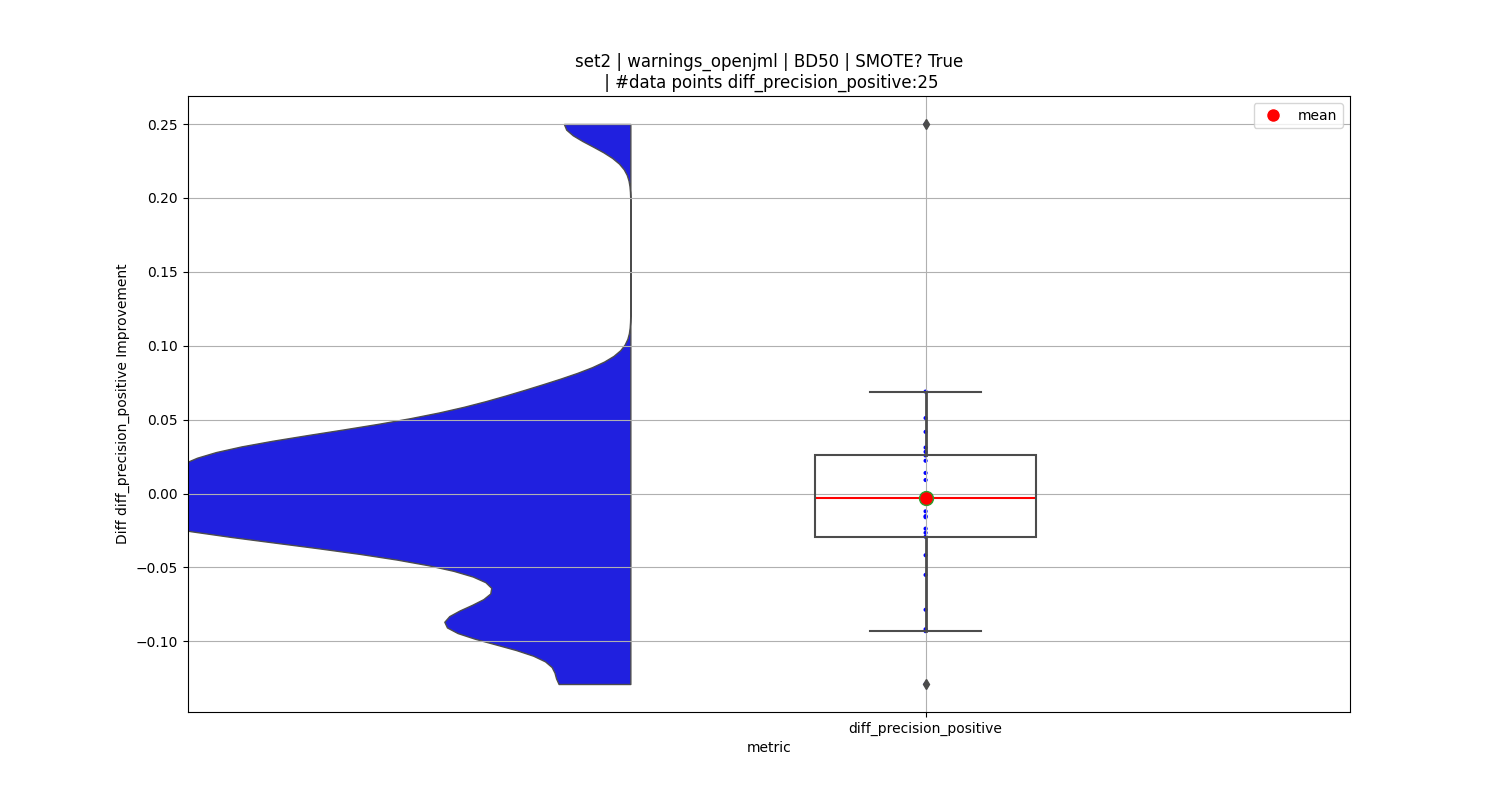 set2 | warnings_openjml | BD50 | SMOTE? True
| #data points diff_precision_positive:25
mean
0.25
0.20
0.15
0.10
0.05
0.00
−0.05
−0.10
Diff diff_precision_positive Improvement
diff_precision_positive
metric